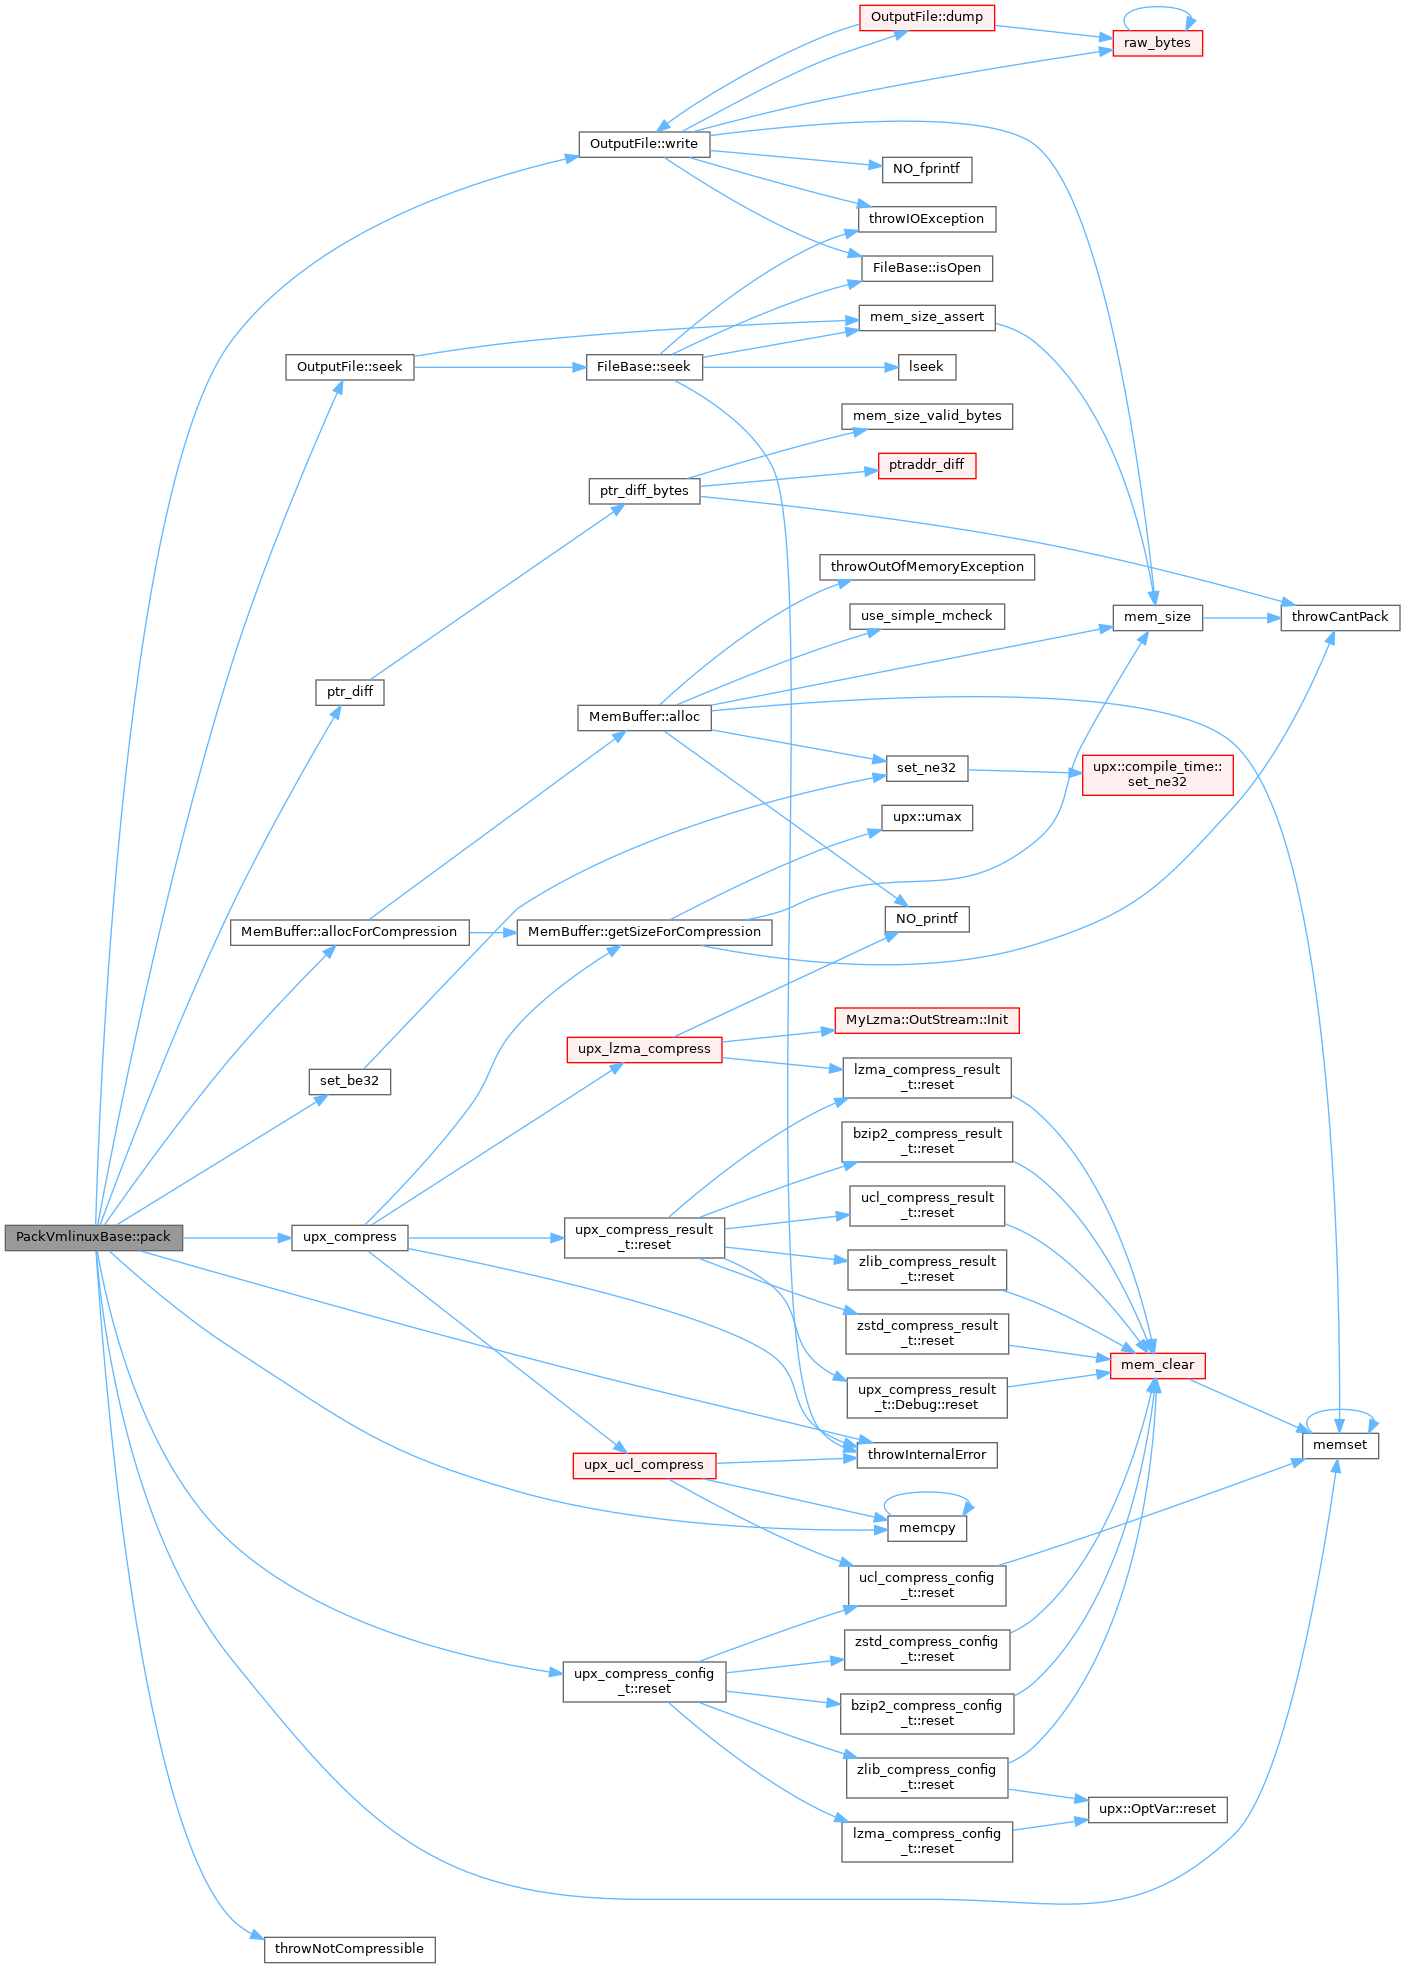 OutputFile::dump
raw_bytes
OutputFile::write
NO_fprintf
throwIOException
FileBase::isOpen
mem_size_assert
OutputFile::seek
FileBase::seek
lseek
mem_size_valid_bytes
ptraddr_diff
ptr_diff_bytes
throwOutOfMemoryException
use_simple_mcheck
mem_size
throwCantPack
ptr_diff
MemBuffer::alloc
set_ne32
upx::compile_time::
set_ne32
upx::umax
NO_printf
MemBuffer::allocForCompression
MemBuffer::getSizeForCompression
MyLzma::OutStream::Init
upx_lzma_compress
lzma_compress_result
_t::reset
set_be32
bzip2_compress_result
_t::reset
ucl_compress_result
_t::reset
PackVmlinuxBase::pack
upx_compress
upx_compress_result
_t::reset
zlib_compress_result
_t::reset
zstd_compress_result
_t::reset
mem_clear
upx_compress_result
_t::Debug::reset
memset
throwInternalError
upx_ucl_compress
memcpy
ucl_compress_config
_t::reset
zstd_compress_config
_t::reset
upx_compress_config
_t::reset
bzip2_compress_config
_t::reset
zlib_compress_config
_t::reset
upx::OptVar::reset
lzma_compress_config
_t::reset
throwNotCompressible